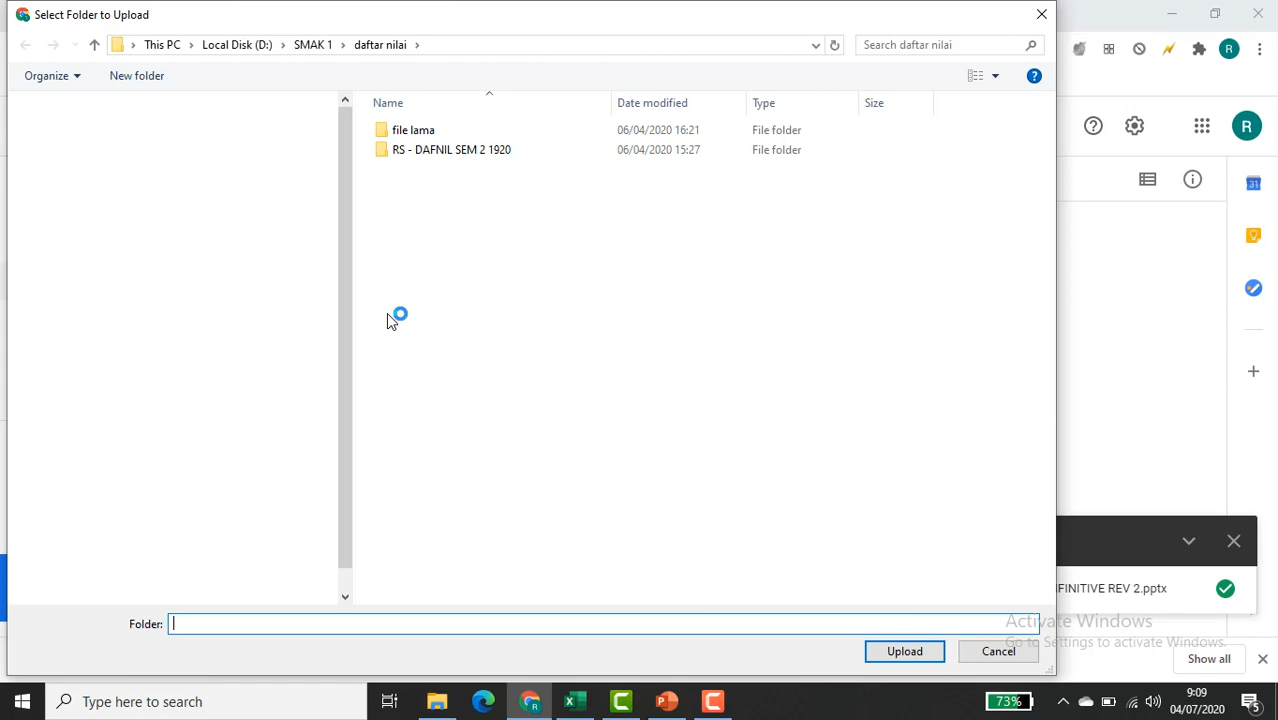 Select Folder to Upload
This PC
Local Disk (D:)
SMAK 1
daftar nilai
Search daftar nilai
Organize
New folder
Name
Date modified
Type
Size
file lama
06/04/2020 16:21
File folder
RS - DAFNIL SEM 2 1920
06/04/2020 15:27
File folder
R
R
31
FINITIVE REV 2.pptx
Folder:
Upload
Cancel
Activate Windows
Go to Settings to activate Windows.
Show all
Type here to search
73%
9:09
04/07/2020
5